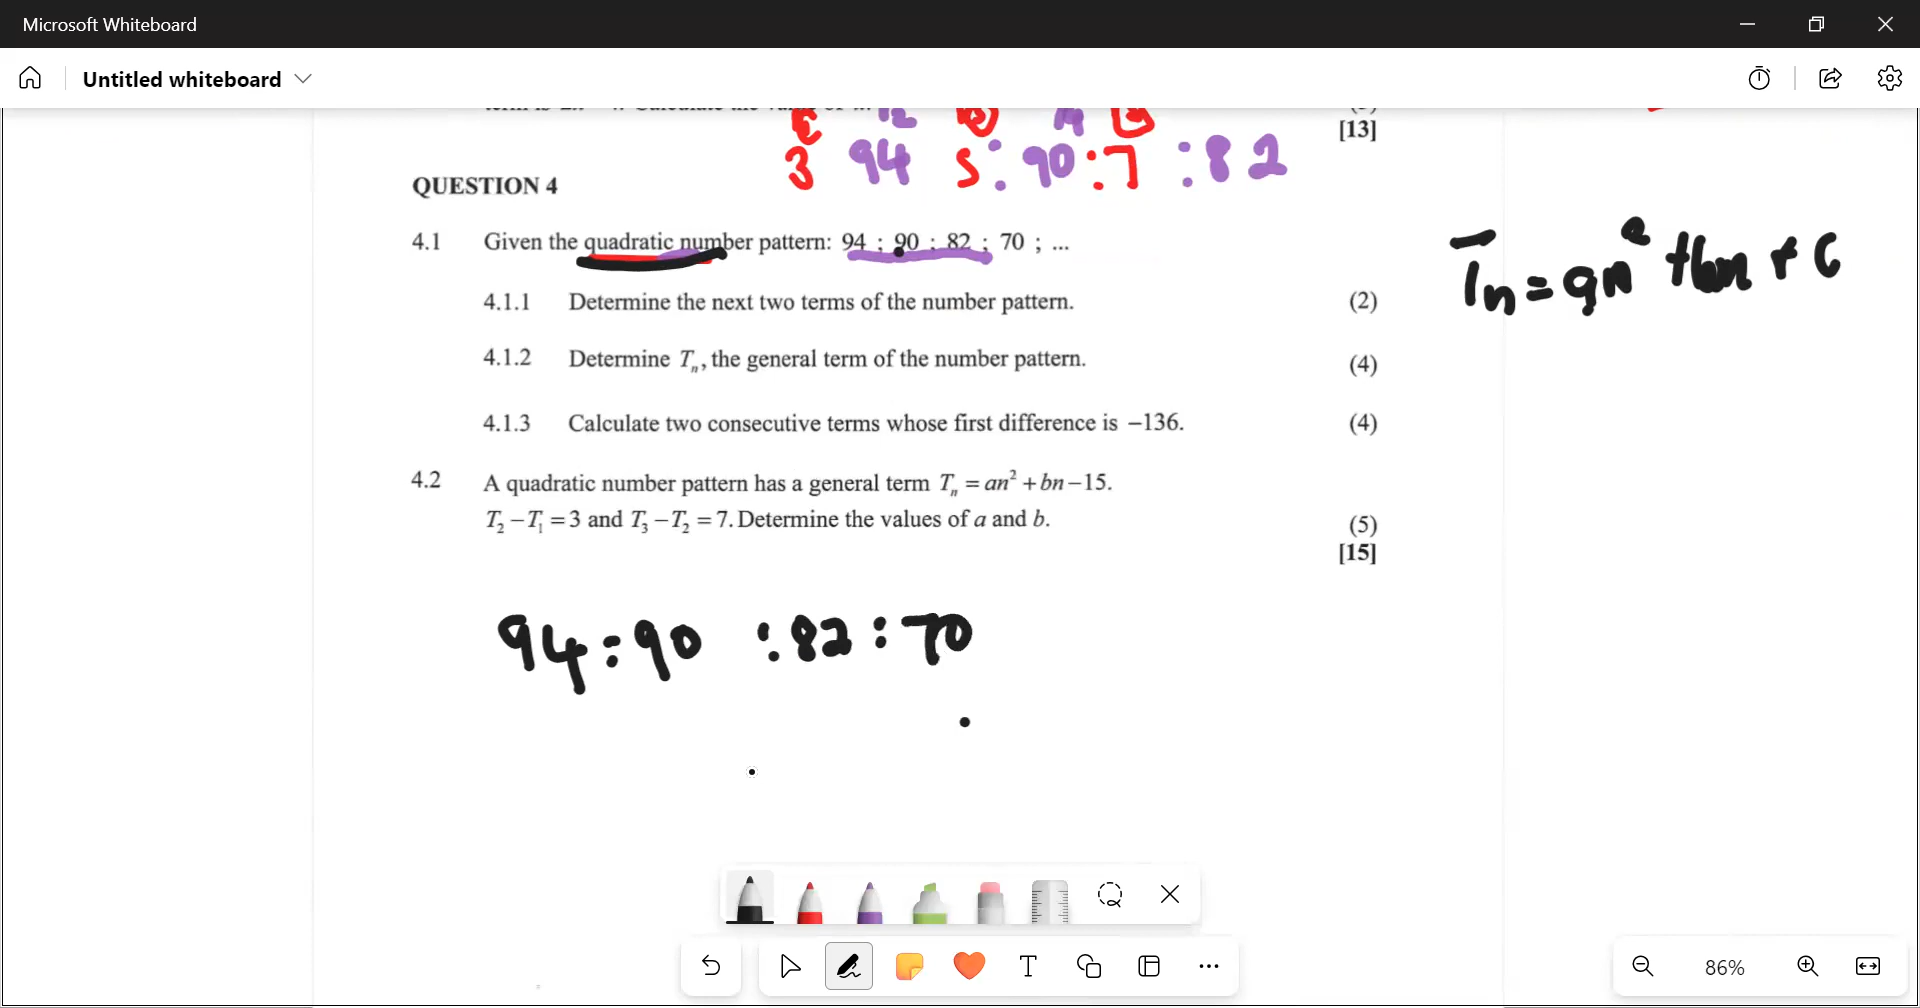 Microsoft Whiteboard
Untitled whiteboard
[13]
3 94 5 : 90 : 7 : 82
QUESTION 4
4.1 Given the quadratic number pattern: 94 ; 90 ; 82 ; 70 ; ...
Tn = an² + bn + c
4.1.1 Determine the next two terms of the number pattern. (2)
4.1.2 Determine Tn, the general term of the number pattern. (4)
4.1.3 Calculate two consecutive terms whose first difference is −136. (4)
4.2 A quadratic number pattern has a general term Tn = an² + bn − 15.
T2 − T1 = 3 and T3 − T2 = 7. Determine the values of a and b. (5)
[15]
94 : 90 : 82 : 70
86%